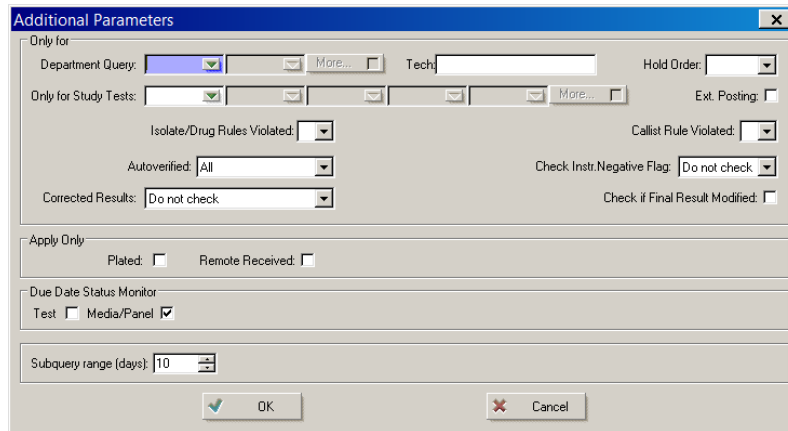 Additional Parameters
Only for
Department Query: More... Tech: Hold Order:
Only for Study Tests: More... Ext. Posting:
Isolate/Drug Rules Violated: Callist Rule Violated:
Autoverified: All Check Instr.Negative Flag: Do not check
Corrected Results: Do not check Check if Final Result Modified:
Apply Only
Plated: Remote Received:
Due Date Status Monitor
Test Media/Panel
Subquery range (days): 10
OK Cancel